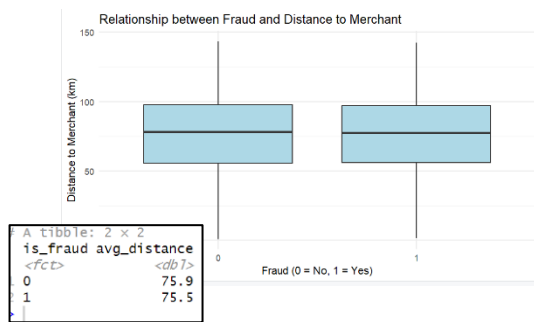 Relationship between Fraud and Distance to Merchant
150
100
50
Distance to Merchant (km)
0 1
Fraud (0 = No, 1 = Yes)
# A tibble: 2 × 2
is_fraud avg_distance
<fct> <dbl>
1 0 75.9
2 1 75.5
>